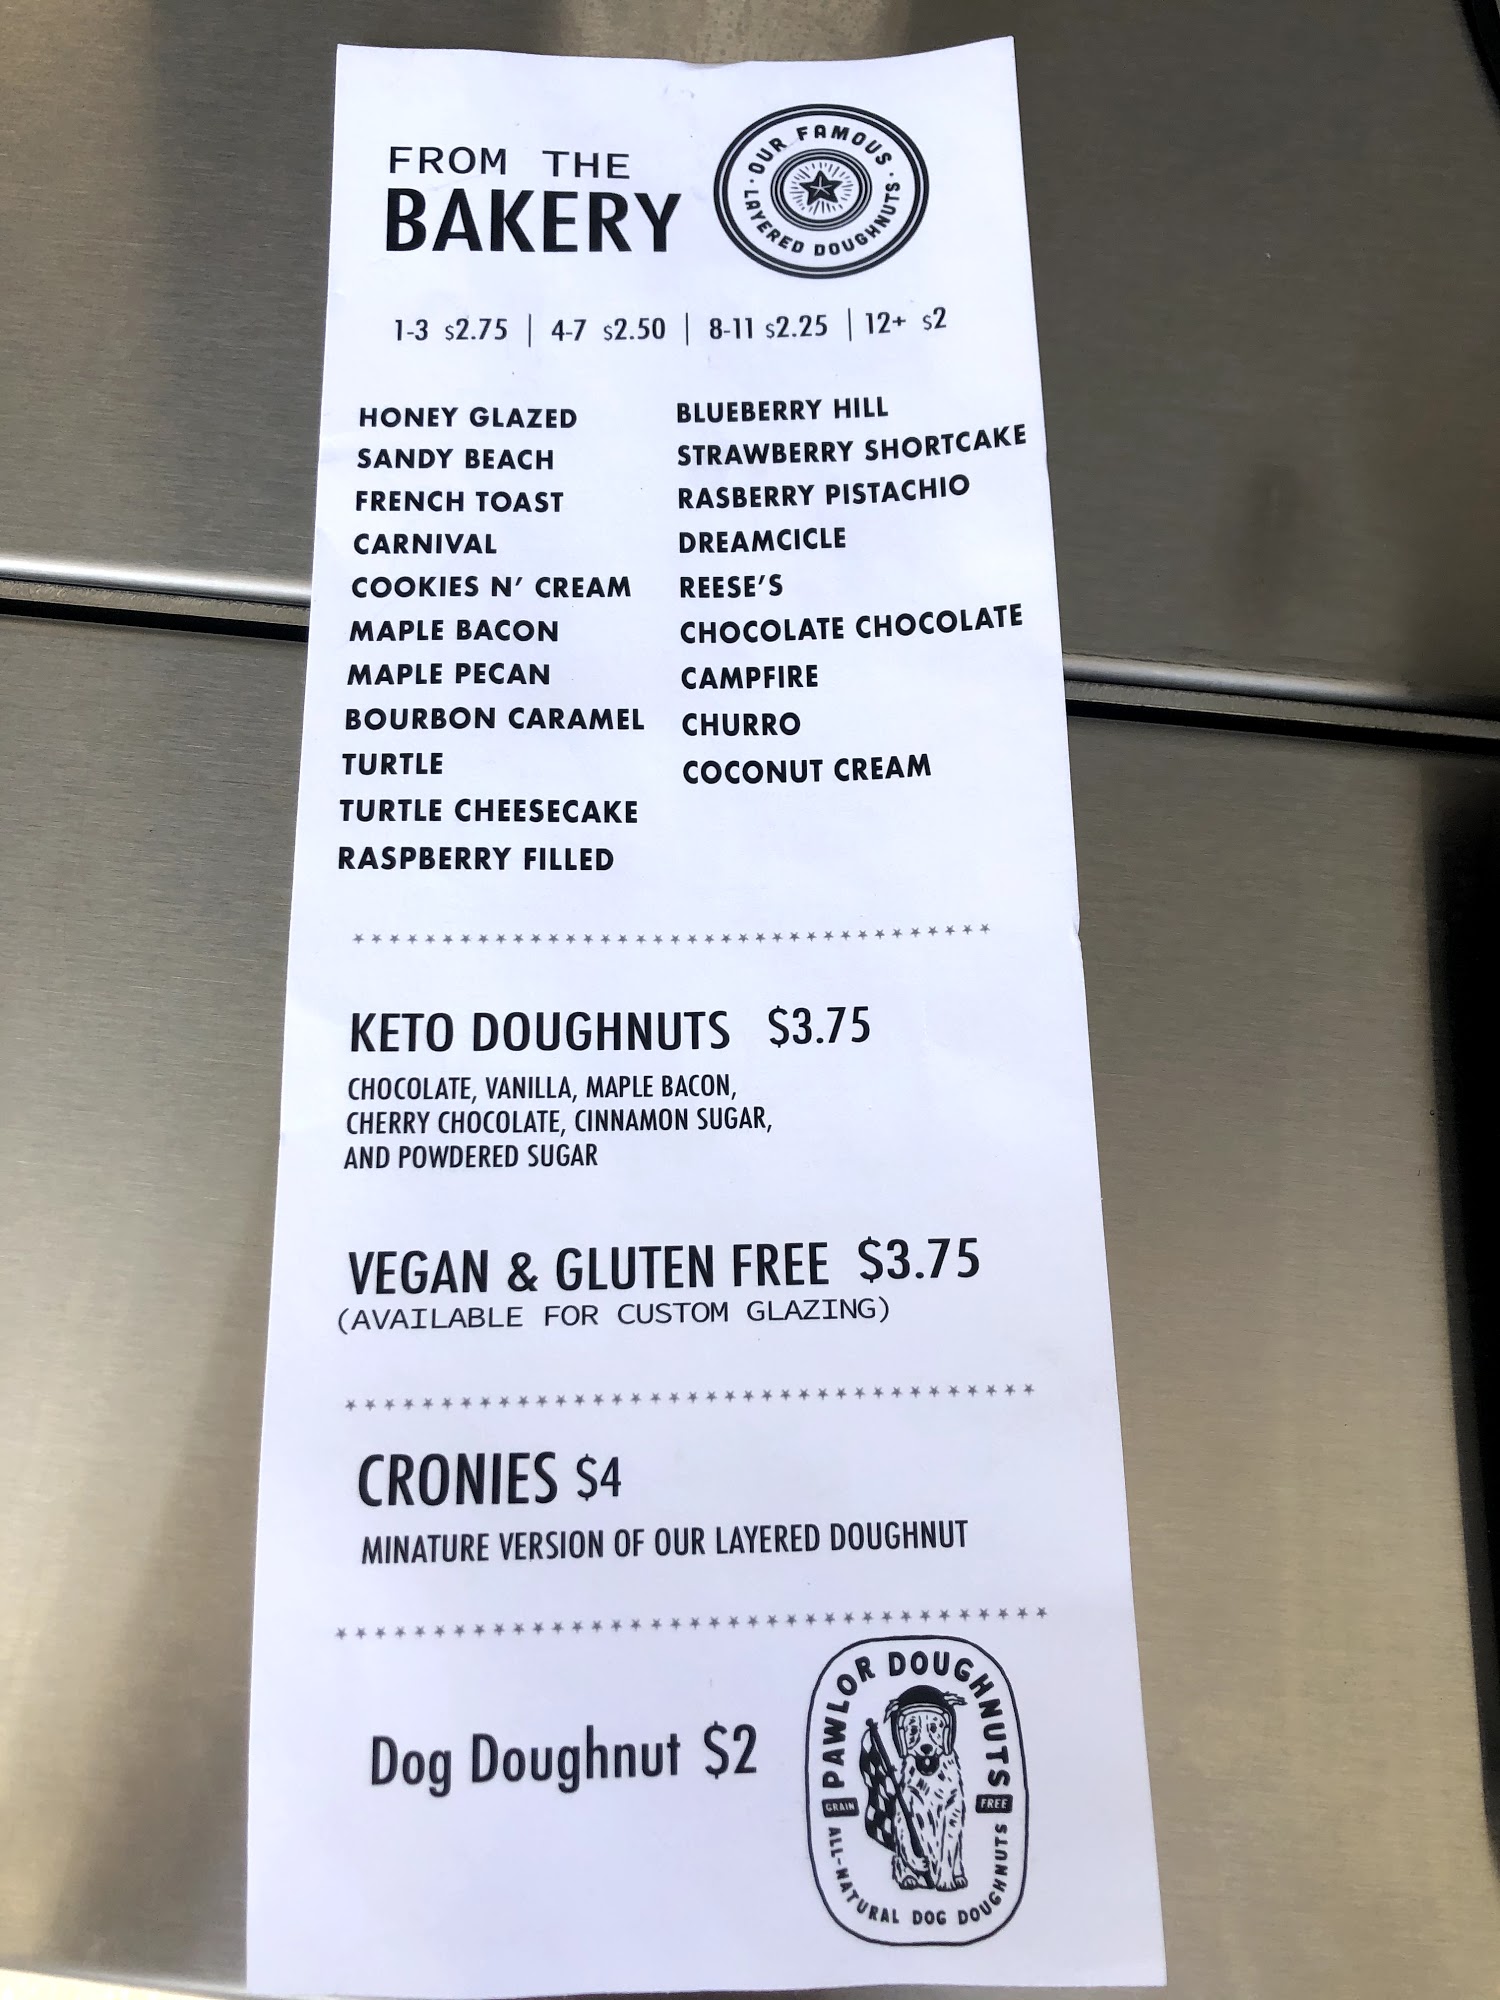 FROM THE
BAKERY
OUR FAMOUS
LAYERED DOUGHNUTS
1-3 $2.75 | 4-7 $2.50 | 8-11 $2.25 | 12+ $2
HONEY GLAZED
SANDY BEACH
FRENCH TOAST
CARNIVAL
COOKIES N' CREAM
MAPLE BACON
MAPLE PECAN
BOURBON CARAMEL
TURTLE
TURTLE CHEESECAKE
RASPBERRY FILLED
BLUEBERRY HILL
STRAWBERRY SHORTCAKE
RASBERRY PISTACHIO
DREAMCICLE
REESE'S
CHOCOLATE CHOCOLATE
CAMPFIRE
CHURRO
COCONUT CREAM
KETO DOUGHNUTS $3.75
CHOCOLATE, VANILLA, MAPLE BACON,
CHERRY CHOCOLATE, CINNAMON SUGAR,
AND POWDERED SUGAR
VEGAN & GLUTEN FREE $3.75
(AVAILABLE FOR CUSTOM GLAZING)
CRONIES $4
MINATURE VERSION OF OUR LAYERED DOUGHNUT
Dog Doughnut $2
PAWLOR DOUGHNUTS
GRAIN FREE
ALL-NATURAL DOG DOUGHNUTS